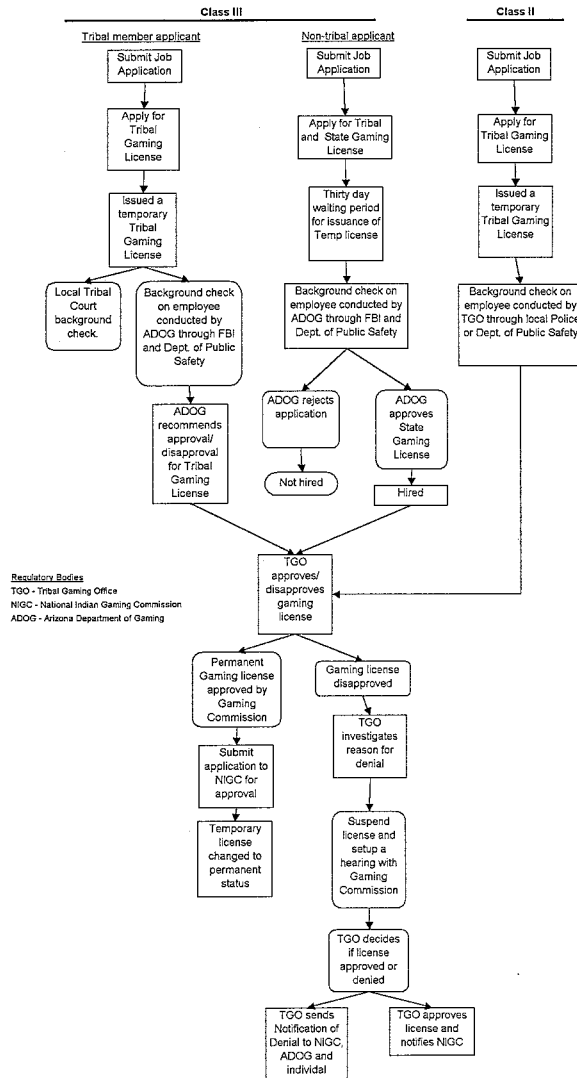 Class III
Class II
Tribal member applicant
Non-tribal applicant
Submit Job
Application
Submit Job
Application
Submit Job
Application
Apply for
Tribal
Gaming
License
Apply for Tribal
and State Gaming
License
Apply for
Tribal Gaming
License
Issued a
temporary
Tribal
Gaming
License
Thirty day
waiting period
for issuance of
Temp license
Issued a
temporary Tribal
Gaming License
Local Tribal
Court
background
check.
Background check
on employee
conducted by
ADOG through FBI
and Dept. of Public
Safety
Background check on
employee conducted by
ADOG through FBI and
Dept. of Public Safety
Background check on
employee conducted by
TGO through local Police
or Dept. of Public Safety
ADOG
recommends
approval/
disapproval
for Tribal
Gaming
License
ADOG rejects
application
ADOG
approves
State
Gaming
License
Not hired
Hired
TGO
approves/
disapproves
gaming
license
Regulatory Bodies
TGO - Tribal Gaming Office
NIGC - National Indian Gaming Commission
ADOG - Arizona Department of Gaming
Permanent
Gaming license
approved by
Gaming
Commission
Gaming license
disapproved
Submit
application to
NIGC for
approval
TGO
investigates
reason for
denial
Temporary
license
changed to
permanent
status
Suspend
license and
setup a
hearing with
Gaming
Commission
TGO decides
if license
approved or
denied
TGO sends
Notification of
Denial to NIGC,
ADOG and
individual
TGO approves
license and
notifies NIGC